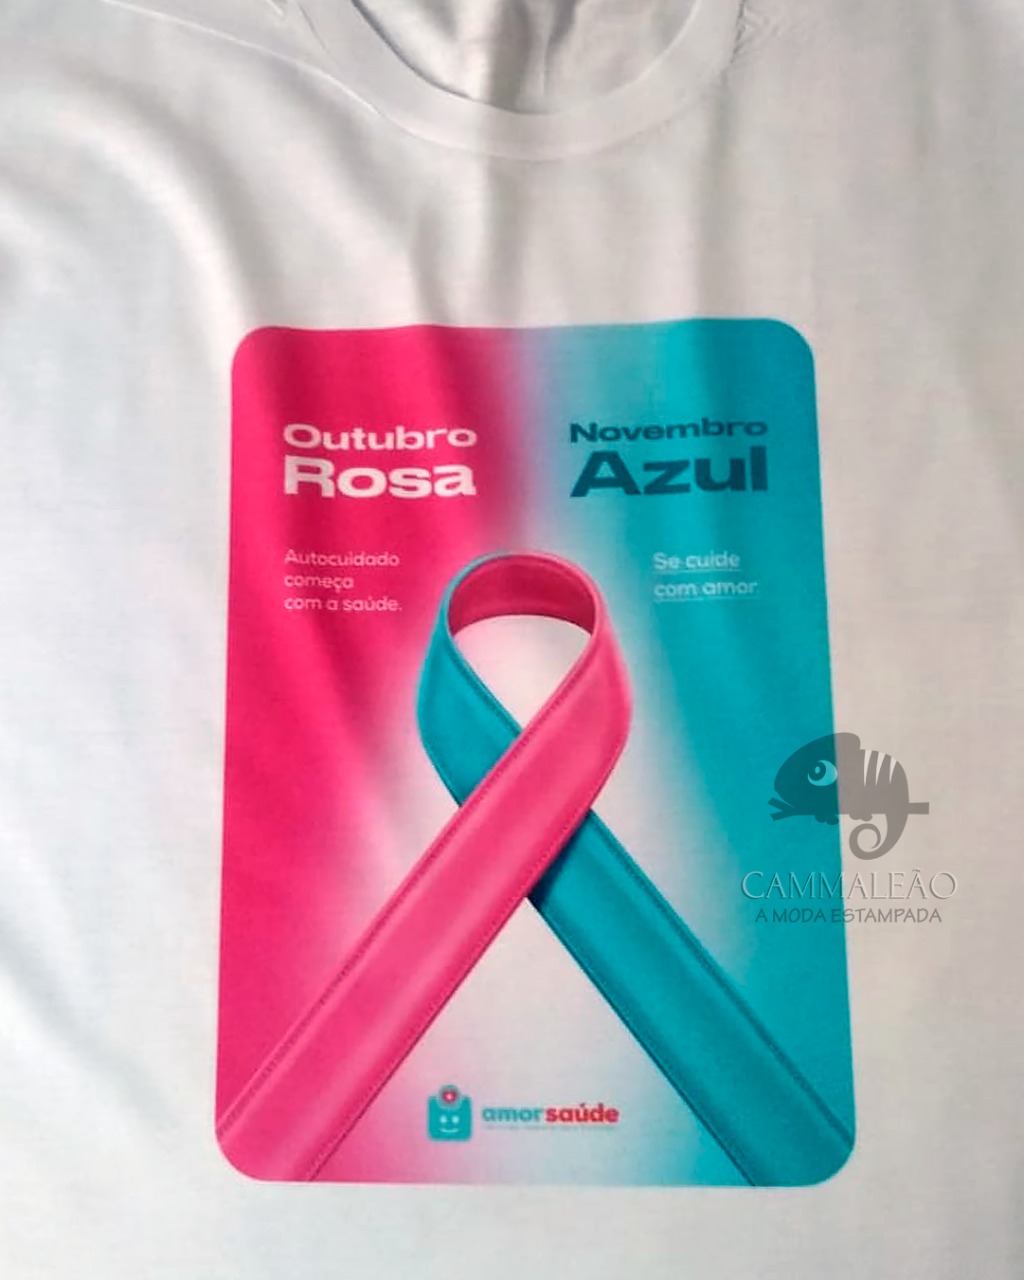 Outubro
Rosa
Novembro
Azul
Autocuidado
começa
com a saúde.
Se cuide
com amor.
CAMMALEÃO
A MODA ESTAMPADA
amorsaúde